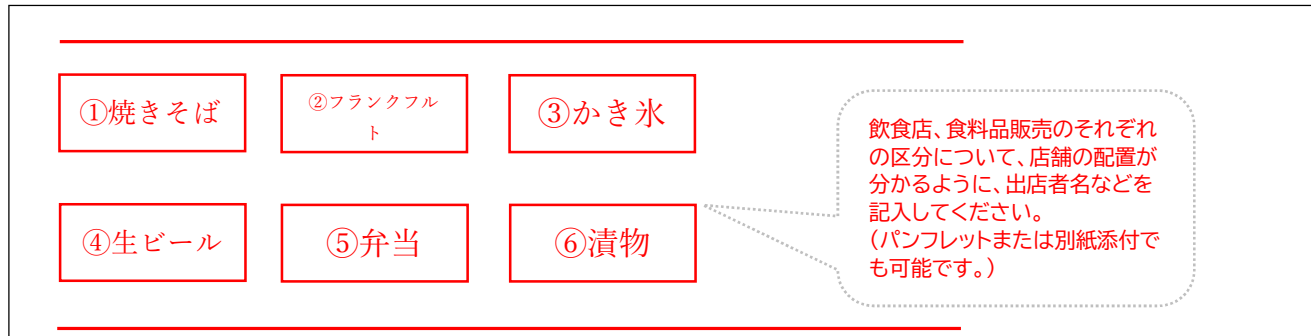 ①焼きそば
②フランクフル
ト
③かき氷
飲食店、食料品販売のそれぞれ
の区分について、店舗の配置が
分かるように、出店者名などを
記入してください。
（パンフレットまたは別紙添付で
も可能です。）
④生ビール
⑤弁当
⑥漬物